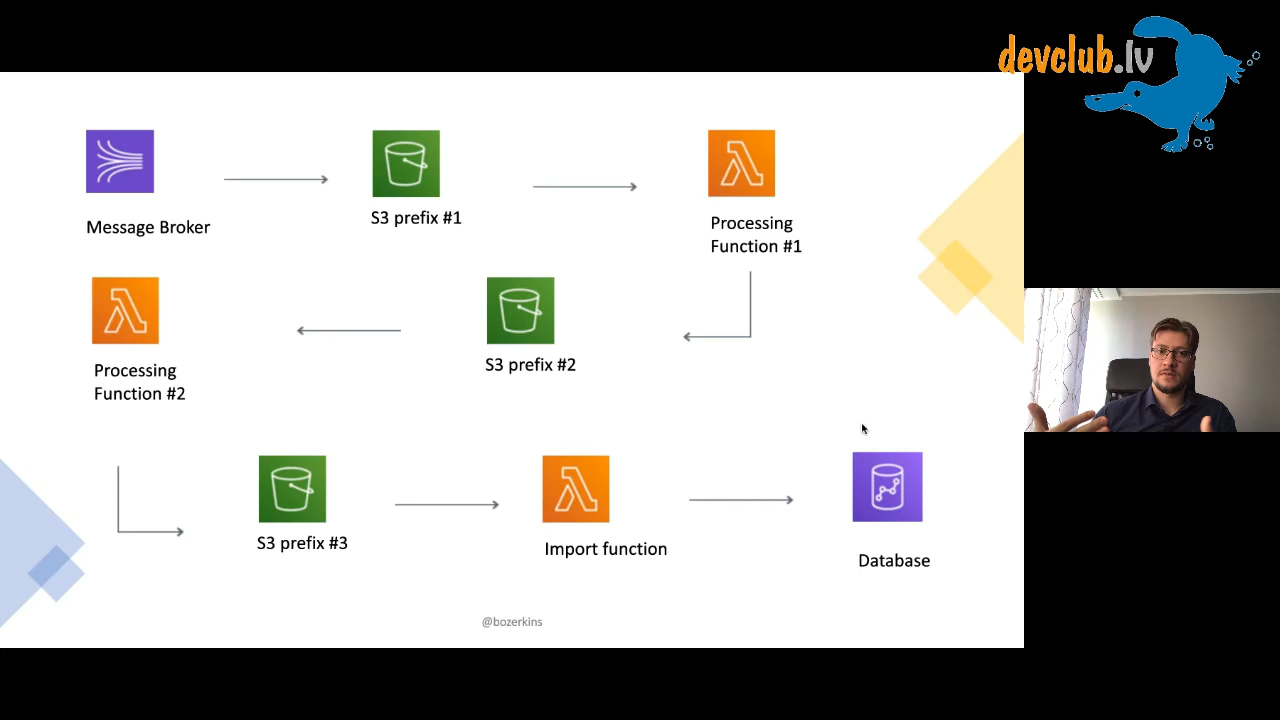 devclub.lv
Message Broker
S3 prefix #1
Processing
Function #1
Processing
Function #2
S3 prefix #2
S3 prefix #3
Import function
Database
@bozerkins